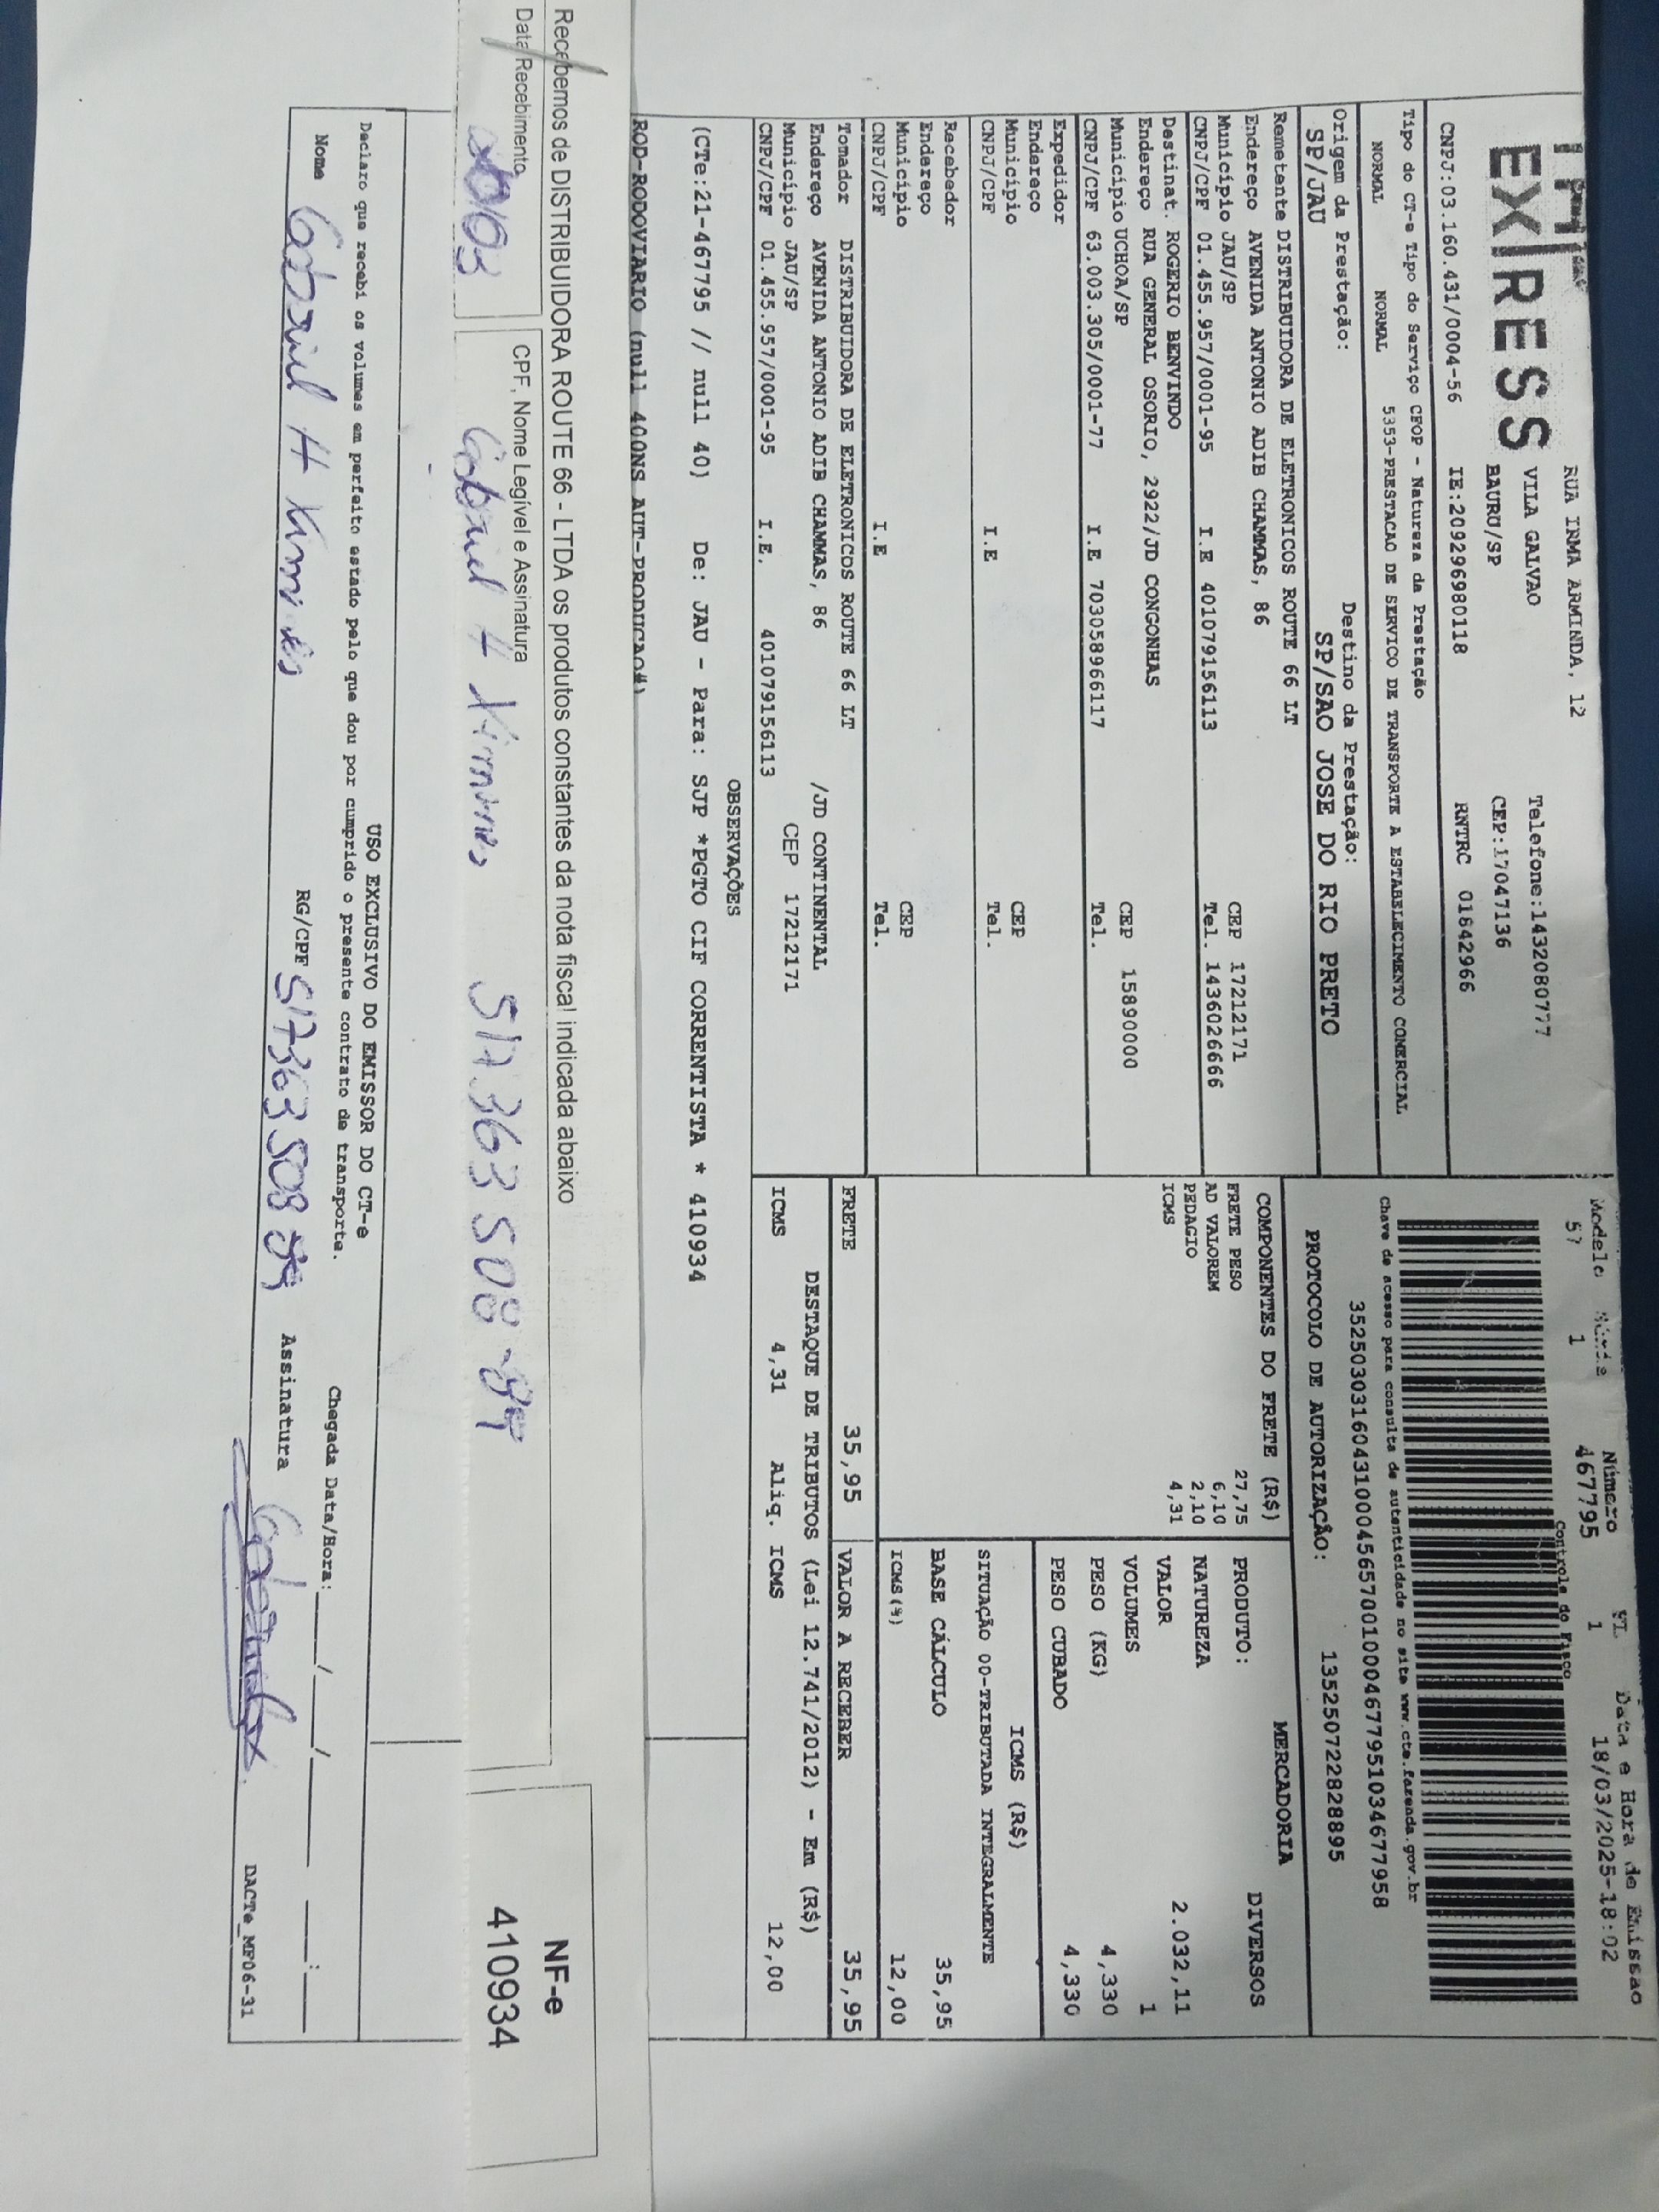 EXPRESS
RUA IRMA ARMINDA, 12
VILA GALVAO Telefone:1432080777
BAURU/SP CEP:17047136
CNPJ:03.160.431/0004-56 IE:209296980118 RNTRC 01642966
Modelo Série Número FL Data e Hora de Emissao
57 1 467795 1 18/03/2025-18:02
Controle do Fisco
Tipo do CT-e Tipo do Serviço CFOP - Natureza da Prestação
NORMAL NORMAL 5353-PRESTACAO DE SERVICO DE TRANSPORTE A ESTABELECIMENTO COMERCIAL
Chave de acesso para consulta de autenticidade no site www.cte.fazenda.gov.br
35250303160431000456570010004677951034677958
Origem da Prestação: Destino da Prestação:
SP/JAU SP/SAO JOSE DO RIO PRETO
PROTOCOLO DE AUTORIZAÇÃO: 135250722828895
Remetente DISTRIBUIDORA DE ELETRONICOS ROUTE 66 LT
Endereço AVENIDA ANTONIO ADIB CHAMMAS, 86
Município JAU/SP CEP 17212171
CNPJ/CPF 01.455.957/0001-95 I.E 401079156113 Tel. 1436026666
Destinat. ROGERIO BENVINDO
Endereço RUA GENERAL OSORIO, 2922/JD CONGONHAS
Município UCHOA/SP CEP 15890000
CNPJ/CPF 63.003.305/0001-77 I.E 703058966117 Tel.
Expedidor
Endereço
Município CEP
CNPJ/CPF I.E Tel.
Recebedor
Endereço
Município CEP
CNPJ/CPF I.E Tel.
Tomador DISTRIBUIDORA DE ELETRONICOS ROUTE 66 LT
Endereço AVENIDA ANTONIO ADIB CHAMMAS, 86 /JD CONTINENTAL
Município JAU/SP CEP 17212171
CNPJ/CPF 01.455.957/0001-95 I.E. 401079156113
COMPONENTES DO FRETE (R$)
FRETE PESO 27,75
AD VALOREM 6,10
PEDAGIO 2,10
ICMS 4,31
MERCADORIA
PRODUTO: DIVERSOS
NATUREZA
VALOR 2.032,11
VOLUMES 1
PESO (KG) 4,330
PESO CUBADO 4,330
ICMS (R$)
SITUAÇÃO 00-TRIBUTADA INTEGRALMENTE
BASE CÁLCULO 35,95
ICMS(%) 12,00
FRETE 35,95 VALOR A RECEBER 35,95
DESTAQUE DE TRIBUTOS (Lei 12.741/2012) - Em (R$)
ICMS 4,31 Aliq. ICMS 12,00
OBSERVAÇÕES
(CTe:21-467795 // null 40) De: JAU - Para: SJP *PGTO CIF CORRENTISTA * 410934
ROD-RODOVIARIO (null 400NS AUT-PRODUCAO#)
Recebemos de DISTRIBUIDORA ROUTE 66 - LTDA os produtos constantes da nota fiscal indicada abaixo
Data Recebimento CPF, Nome Legível e Assinatura
Gabriel H 517.363 508-89
NF-e
410934
USO EXCLUSIVO DO EMISSOR DO CT-e
Declaro que recebi os volumes em perfeito estado pelo que dou por cumprido o presente contrato de transporte.
Chegada Data/Hora: ___/___/_____ ___:___
Nome Gabriel H RG/CPF 517363508 89 Assinatura
DACTe_MF06-31